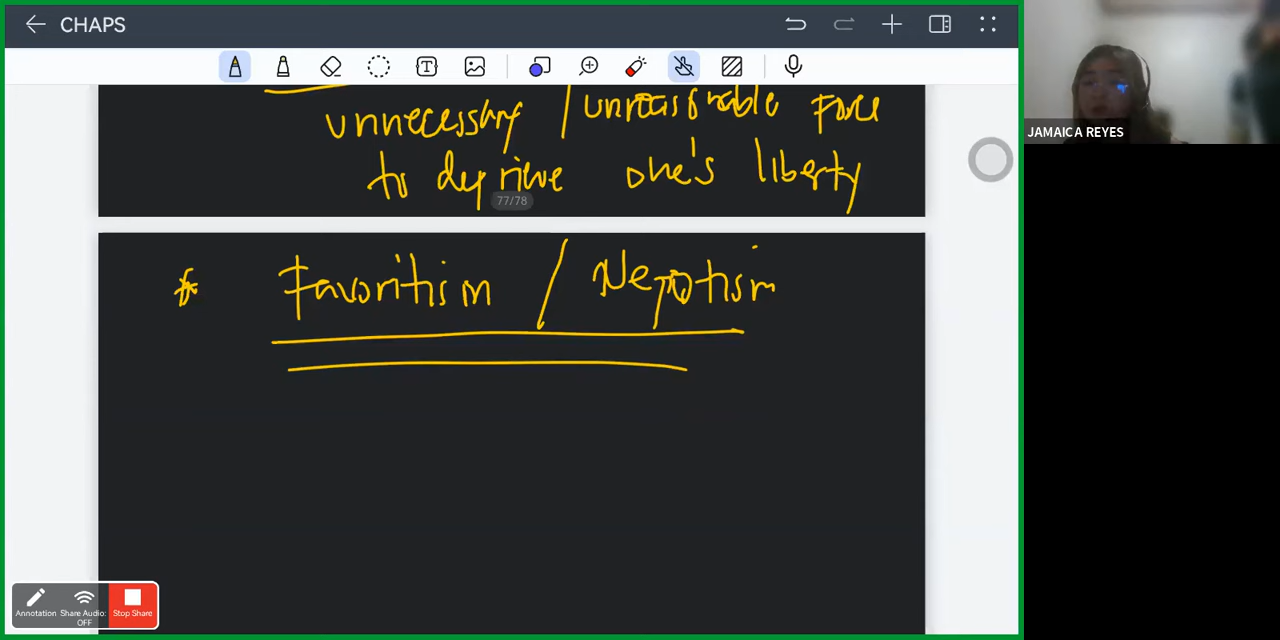 CHAPS
unnecessary / unreasonable force
to deprieve one's liberty
77/78
* Favoritism / Nepotism
JAMAICA REYES
Annotation
Share Audio:
OFF
Stop Share